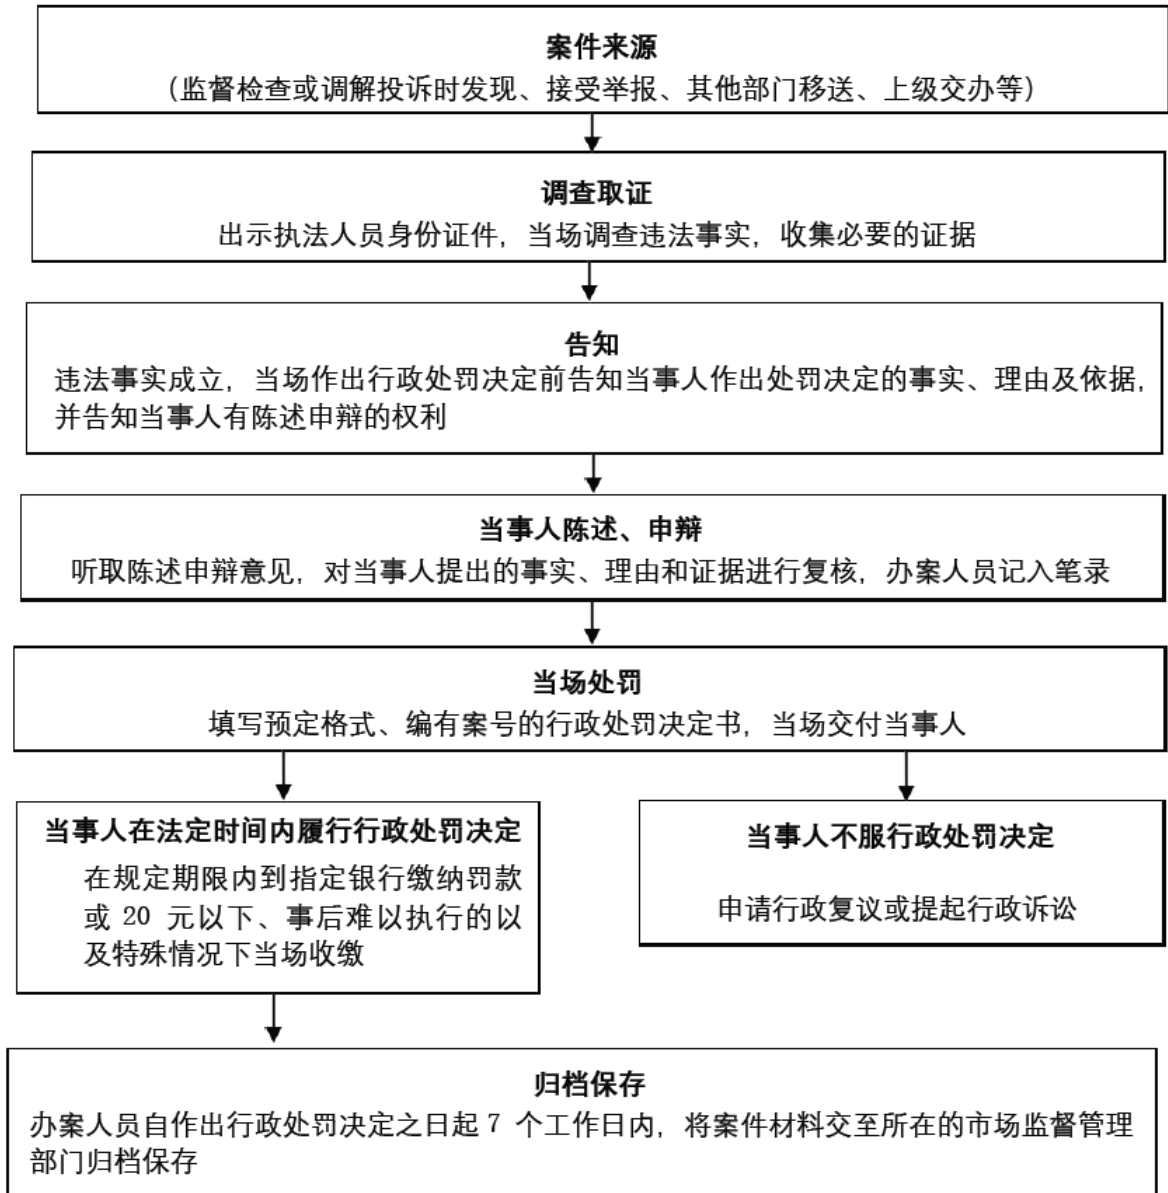 案件来源
（监督检查或调解投诉时发现、接受举报、其他部门移送、上级交办等）
调查取证
出示执法人员身份证件，当场调查违法事实，收集必要的证据
告知
违法事实成立，当场作出行政处罚决定前告知当事人作出处罚决定的事实、理由及依据，
并告知当事人有陈述申辩的权利
当事人陈述、申辩
听取陈述申辩意见，对当事人提出的事实、理由和证据进行复核，办案人员记入笔录
当场处罚
填写预定格式、编有案号的行政处罚决定书，当场交付当事人
当事人在法定时间内履行行政处罚决定
在规定期限内到指定银行缴纳罚款
或 20 元以下、事后难以执行的以
及特殊情况下当场收缴
当事人不服行政处罚决定
申请行政复议或提起行政诉讼
归档保存
办案人员自作出行政处罚决定之日起 7 个工作日内，将案件材料交至所在的市场监督管理
部门归档保存